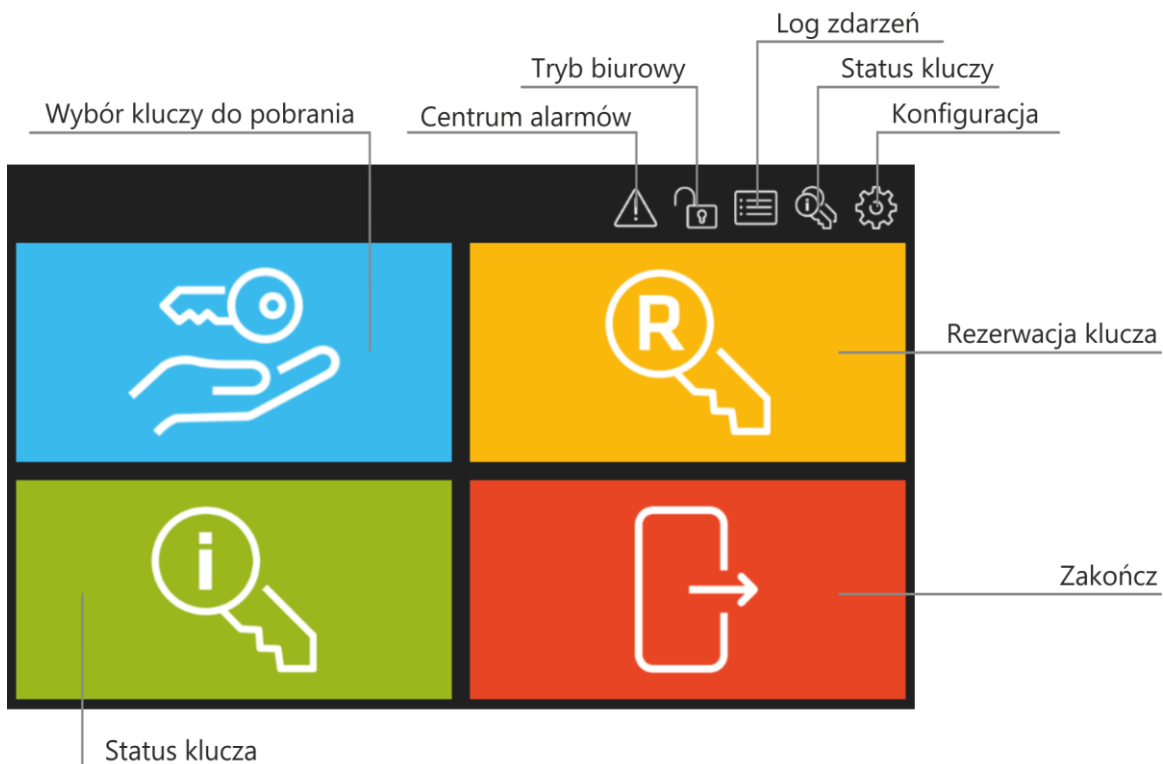 Log zdarzeń
Tryb biurowy
Status kluczy
Wybór kluczy do pobrania
Centrum alarmów
Konfiguracja
i
R
Rezerwacja klucza
i
Zakończ
Status klucza